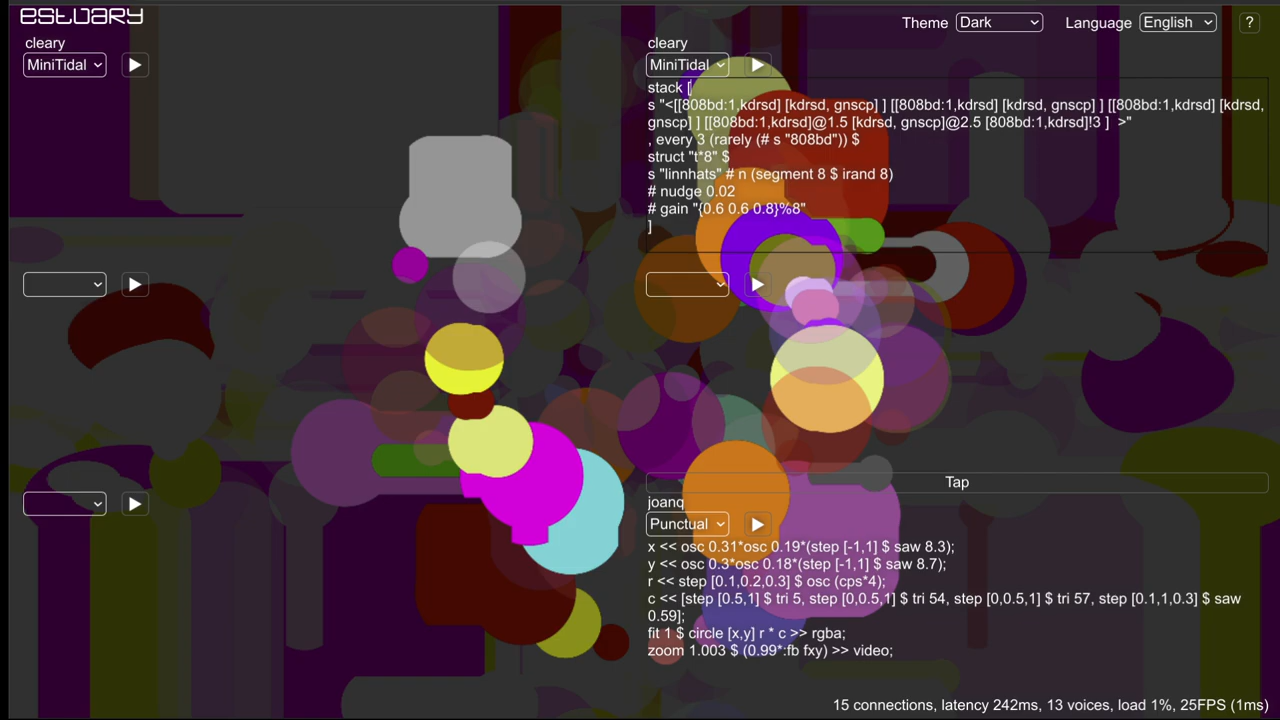 estuary
Theme Dark Language English ?
cleary
MiniTidal
cleary
MiniTidal
stack [
s "<[[808bd:1,kdrsd] [kdrsd, gnscp] ] [[808bd:1,kdrsd] [kdrsd, gnscp] ] [[808bd:1,kdrsd] [kdrsd,
gnscp] ] [[808bd:1,kdrsd]@1.5 [kdrsd, gnscp]@2.5 [808bd:1,kdrsd]!3 ]  >"
, every 3 (rarely (# s "808bd")) $
struct "t*8" $
s "linnhats" # n (segment 8 $ irand 8)
# nudge 0.02
# gain "{0.6 0.6 0.8}%8"
]
Tap
joanq
Punctual
x << osc 0.31*osc 0.19*(step [-1,1] $ saw 8.3);
y << osc 0.3*osc 0.18*(step [-1,1] $ saw 8.7);
r << step [0.1,0.2,0.3] $ osc (cps*4);
c << [step [0.5,1] $ tri 5, step [0,0.5,1] $ tri 54, step [0,0.5,1] $ tri 57, step [0.1,1,0.3] $ saw
0.59];
fit 1 $ circle [x,y] r * c >> rgba;
zoom 1.003 $ (0.99*:fb fxy) >> video;
15 connections, latency 242ms, 13 voices, load 1%, 25FPS (1ms)